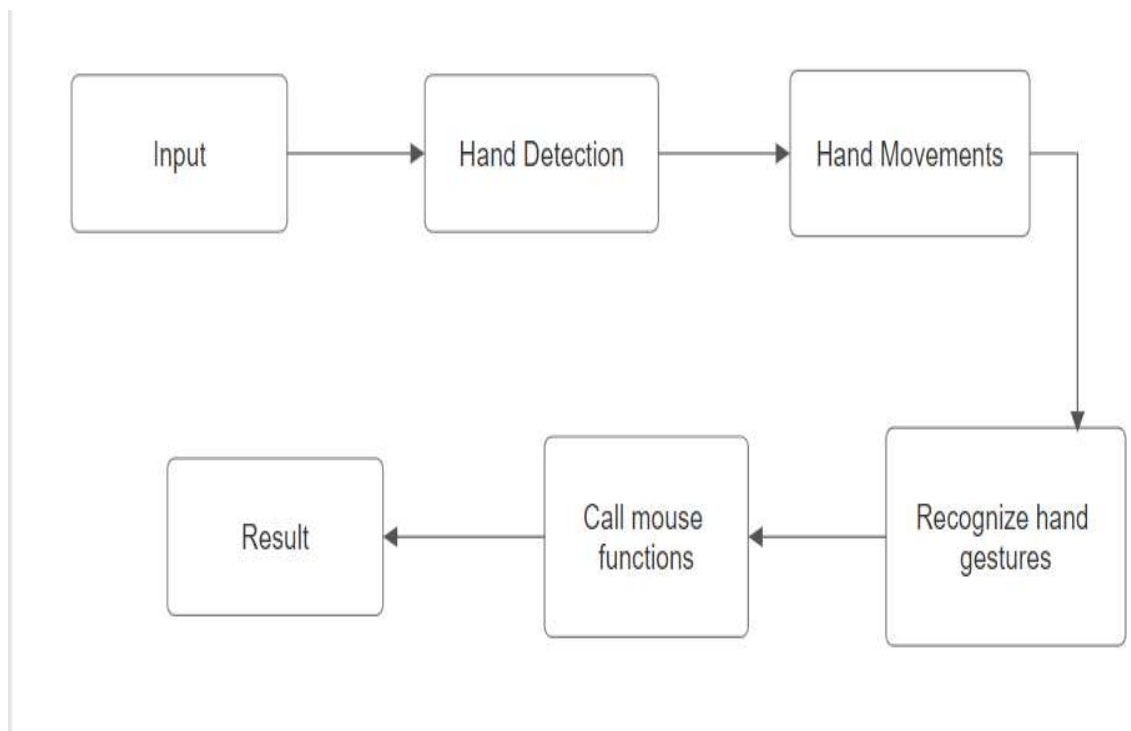 Input
Hand Detection
Hand Movements
Recognize hand
gestures
Call mouse
functions
Result